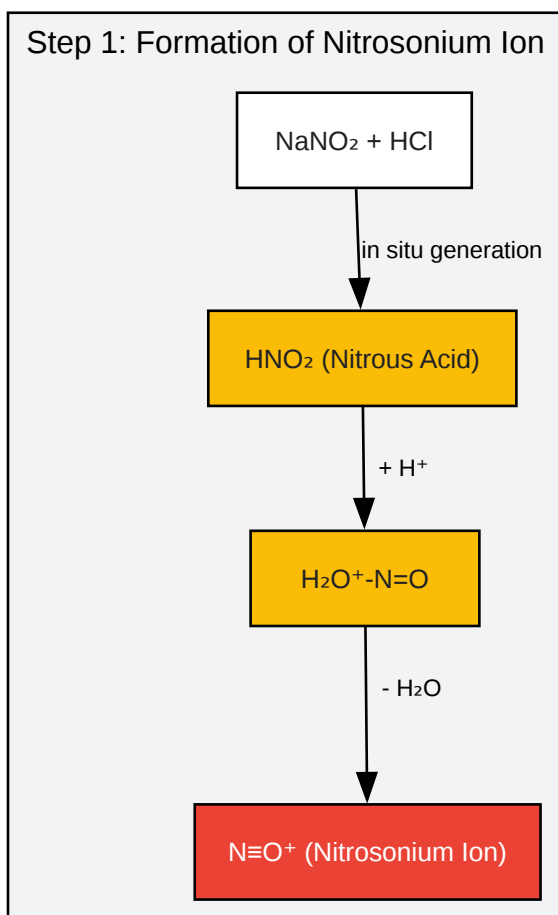 Step 1: Formation of Nitrosonium Ion
NaNO₂ + HCl
in situ generation
HNO₂ (Nitrous Acid)
+ H⁺
H₂O⁺-N=O
- H₂O
N≡O⁺ (Nitrosonium Ion)